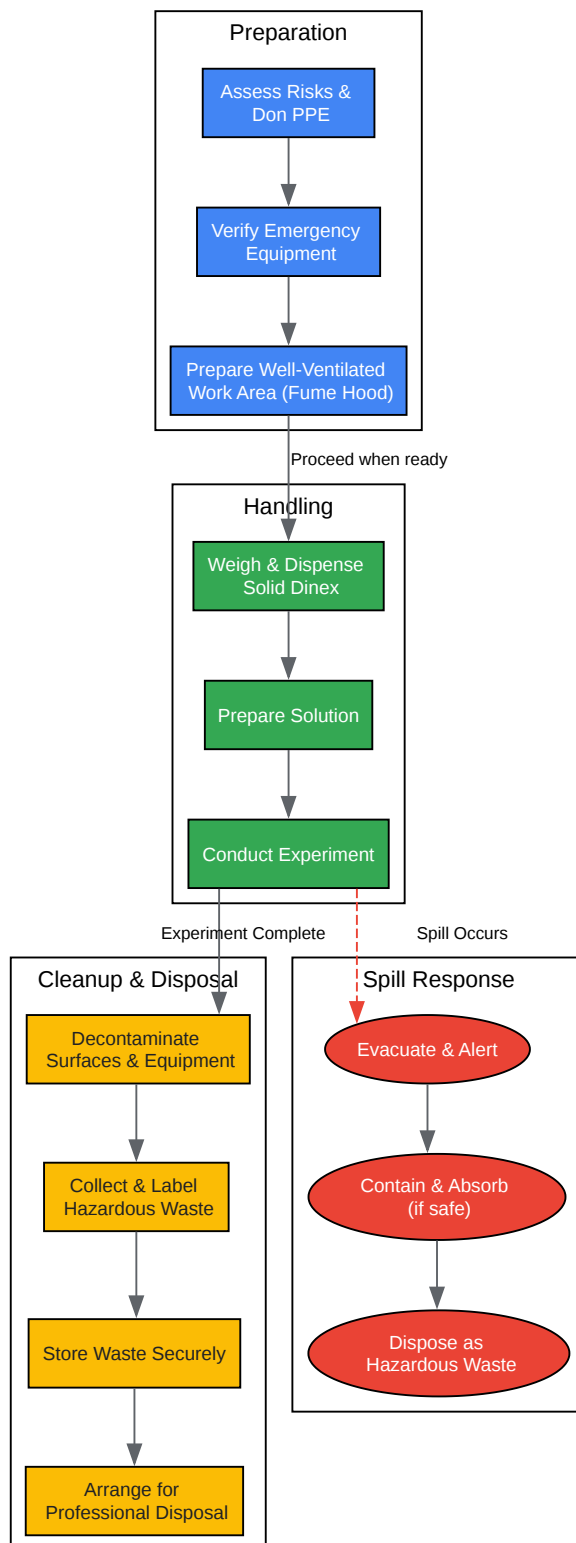 Preparation
Assess Risks &
Don PPE
Verify Emergency
Equipment
Prepare Well-Ventilated
Work Area (Fume Hood)
Proceed when ready
Handling
Weigh & Dispense
Solid Dinex
Prepare Solution
Conduct Experiment
Experiment Complete
Spill Occurs
Cleanup & Disposal
Decontaminate
Surfaces & Equipment
Collect & Label
Hazardous Waste
Store Waste Securely
Arrange for
Professional Disposal
Spill Response
Evacuate & Alert
Contain & Absorb
(if safe)
Dispose as
Hazardous Waste